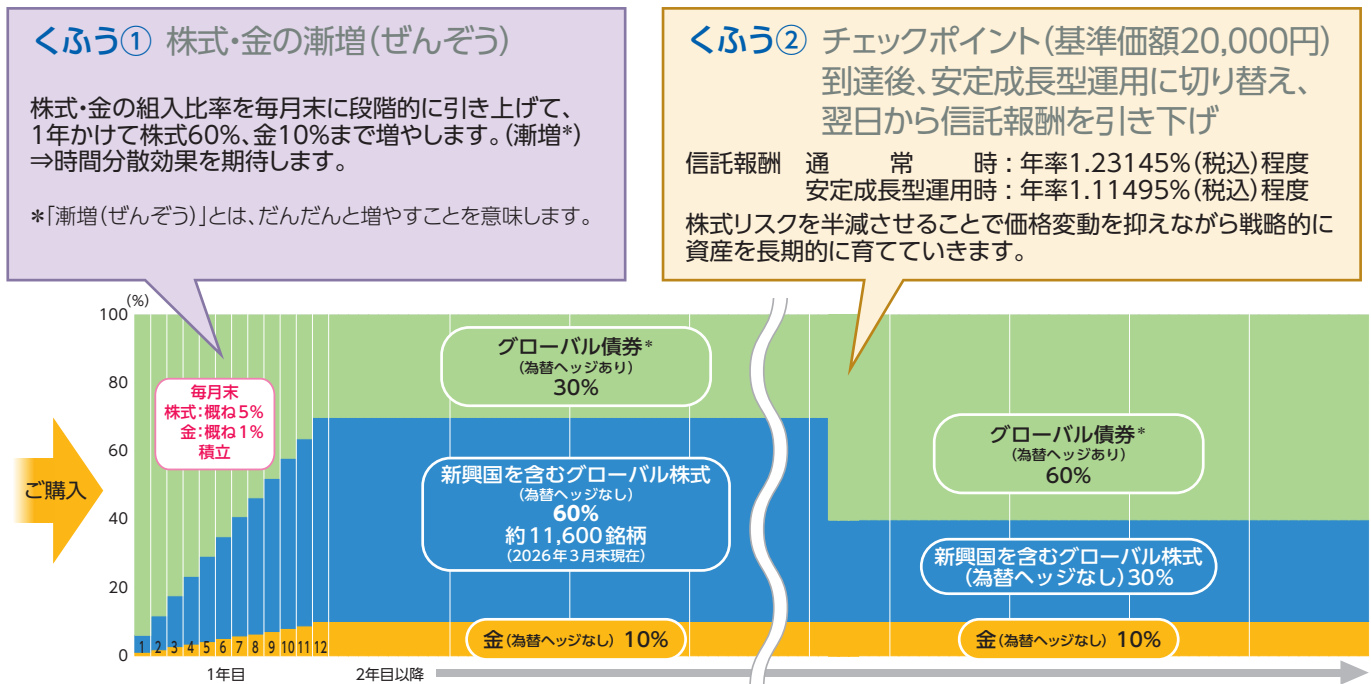 くふう① 株式・金の漸増(ぜんぞう)
株式・金の組入比率を毎月末に段階的に引き上げて、
1年かけて株式60%、金10%まで増やします。(漸増*)
⇒時間分散効果を期待します。
*「漸増(ぜんぞう)」とは、だんだんと増やすことを意味します。
くふう② チェックポイント(基準価額20,000円)
到達後、安定成長型運用に切り替え、
翌日から信託報酬を引き下げ
信託報酬 通常時:年率1.23145%(税込)程度
安定成長型運用時:年率1.11495%(税込)程度
株式リスクを半減させることで価格変動を抑えながら戦略的に
資産を長期的に育てていきます。
(%)
100
80
60
40
20
0
ご購入
毎月末
株式:概ね5%
金:概ね1%
積立
グローバル債券*
(為替ヘッジあり)
30%
新興国を含むグローバル株式
(為替ヘッジなし)
60%
約11,600銘柄
(2026年3月末現在)
金(為替ヘッジなし) 10%
グローバル債券*
(為替ヘッジあり)
60%
新興国を含むグローバル株式
(為替ヘッジなし)30%
金(為替ヘッジなし) 10%
1 2 3 4 5 6 7 8 9 10 11 12
1年目
2年目以降